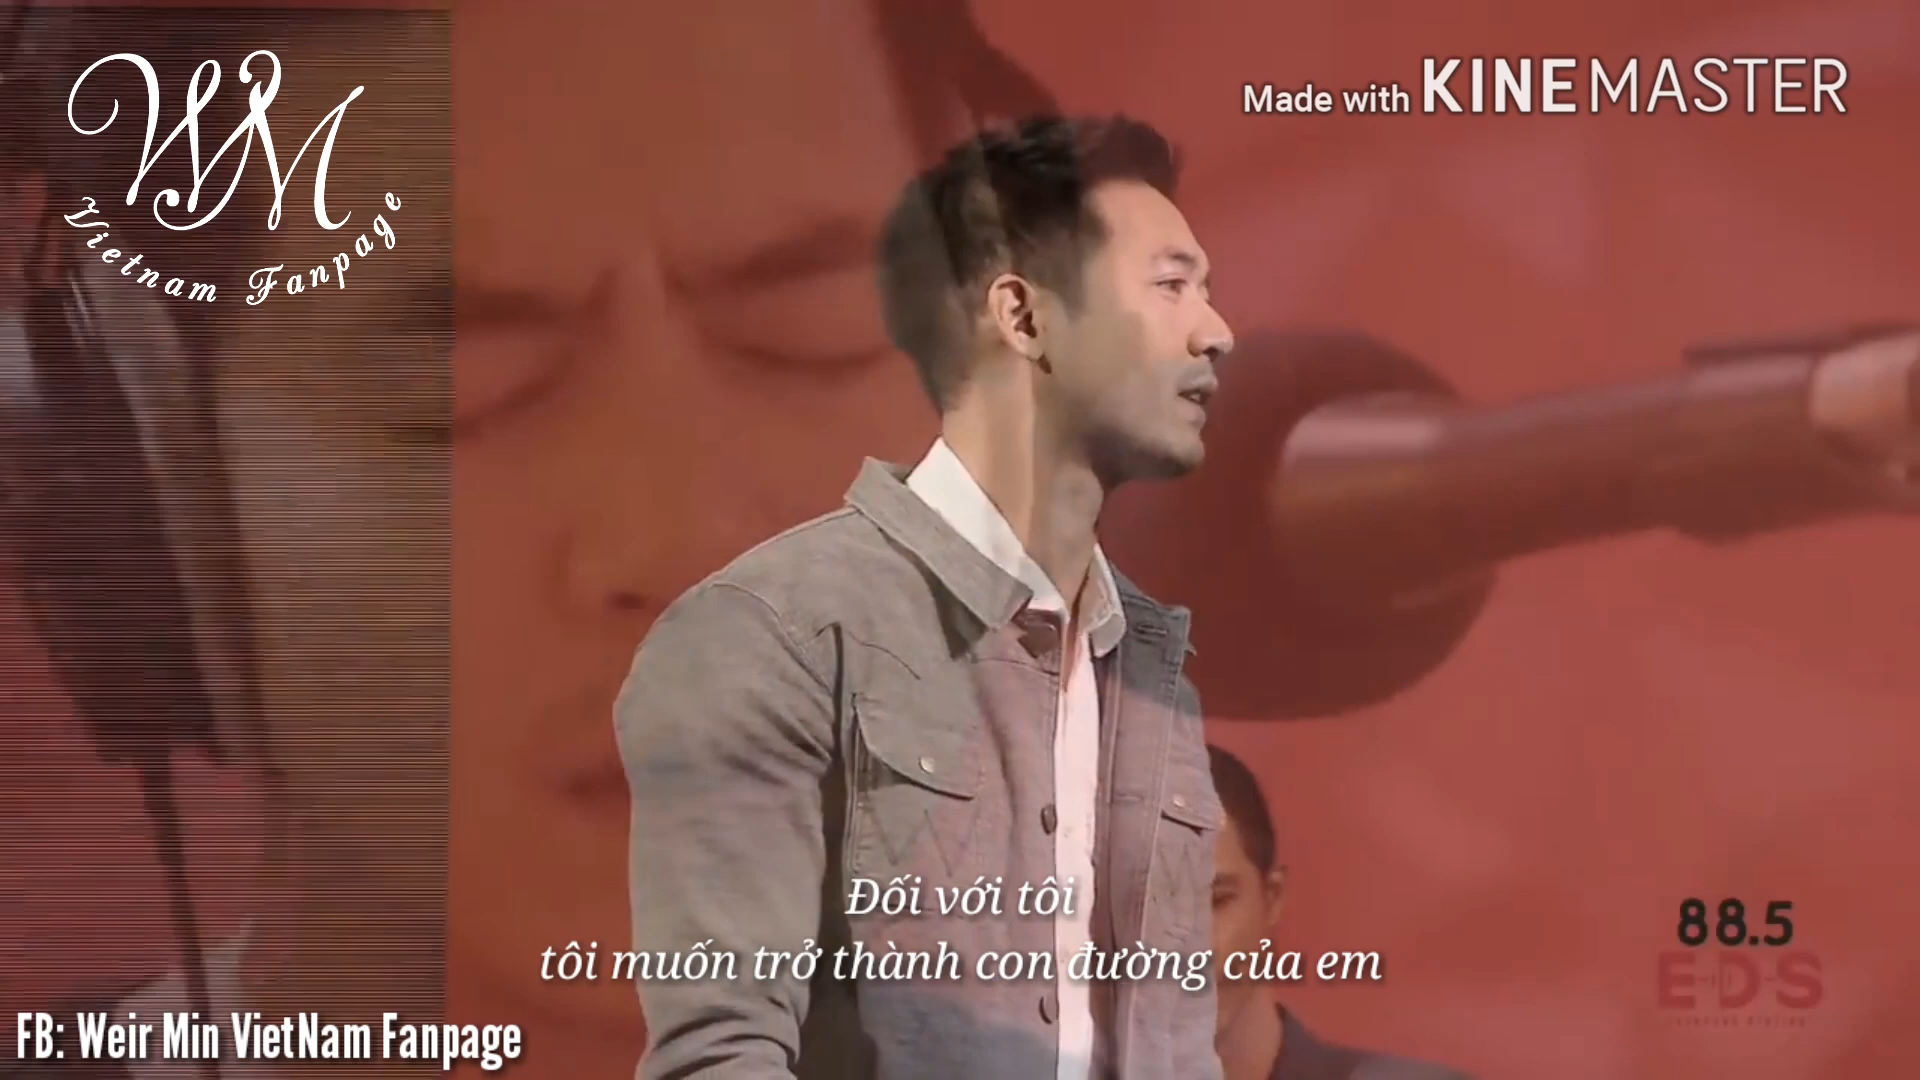 WM
Vietnam Fanpage
Made with KINEMASTER
Đối với tôi
tôi muốn trở thành con đường của em
88.5
E-D-S
FB: Weir Min VietNam Fanpage